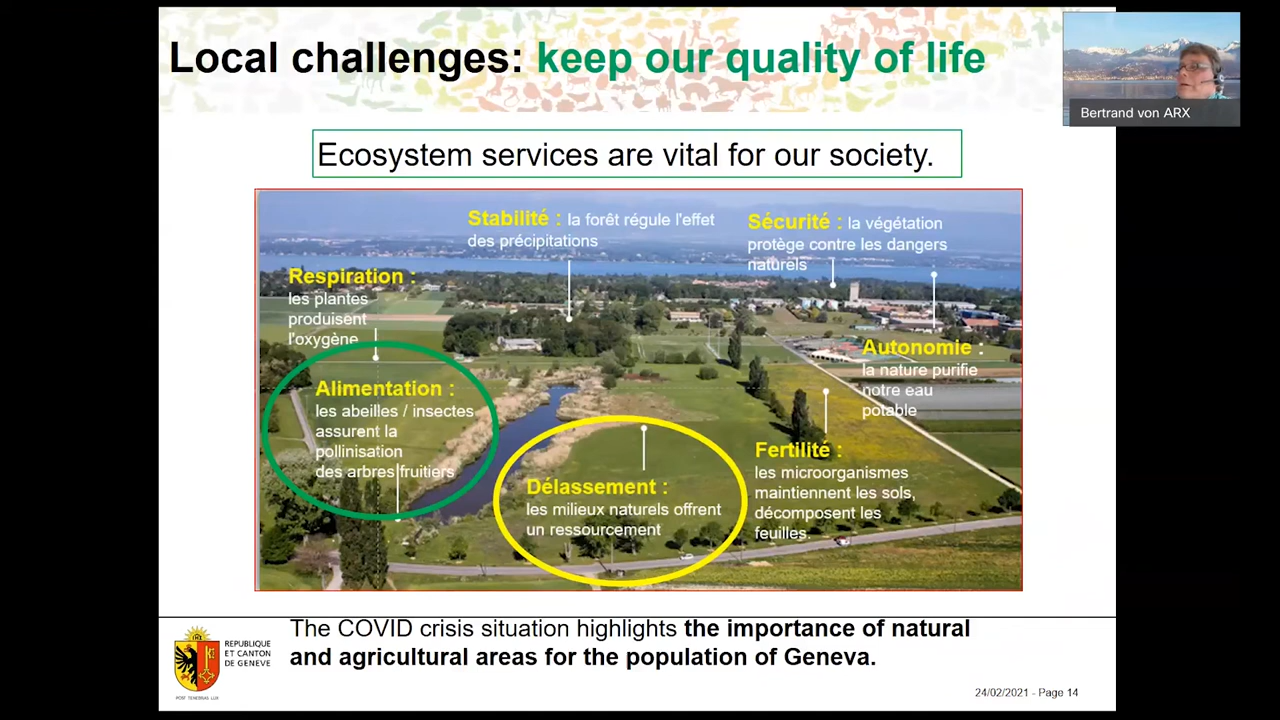 Local challenges: keep our quality of life
Bertrand von ARX
Ecosystem services are vital for our society.
Stabilité : la forêt régule l'effet
des précipitations
Sécurité : la végétation
protège contre les dangers
naturels
Respiration :
les plantes
produisent
l'oxygène
Autonomie :
la nature purifie
notre eau
potable
Alimentation :
les abeilles / insectes
assurent la
pollinisation
des arbres fruitiers
Fertilité :
les microorganismes
maintiennent les sols,
décomposent les
feuilles.
Délassement :
les milieux naturels offrent
un ressourcement
The COVID crisis situation highlights the importance of natural
and agricultural areas for the population of Geneva.
REPUBLIQUE
ET CANTON
DE GENEVE
POST TENEBRAS LUX
24/02/2021 - Page 14